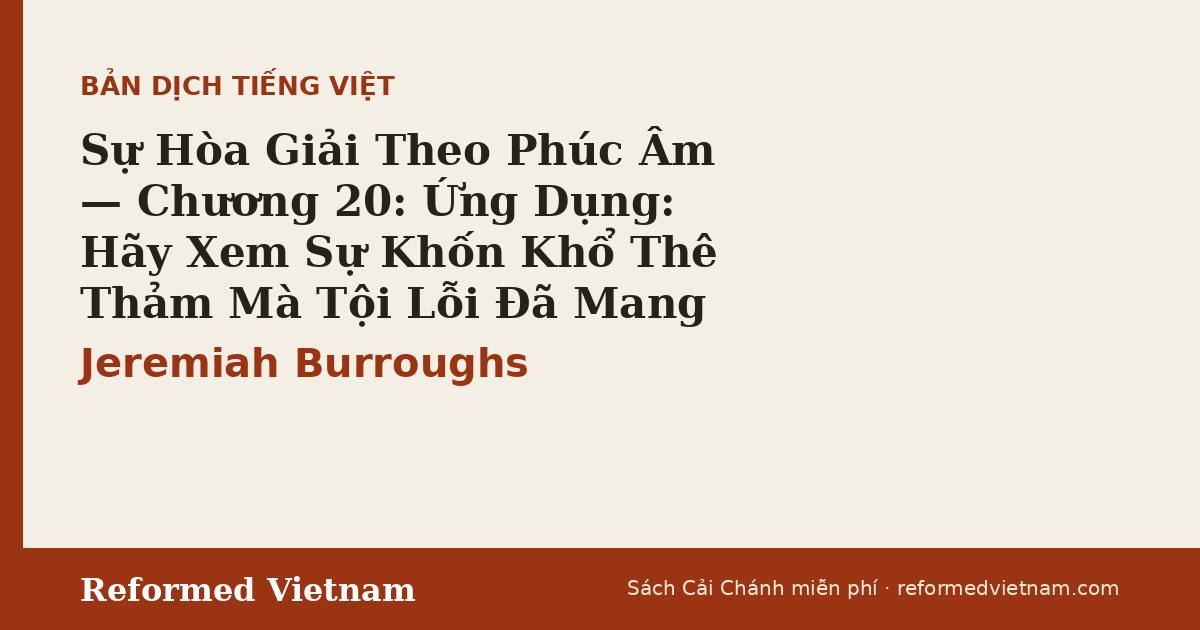 BẢN DỊCH TIẾNG VIỆT
Sự Hòa Giải Theo Phúc Âm
— Chương 20: Ứng Dụng:
Hãy Xem Sự Khốn Khổ Thê
Thảm Mà Tội Lỗi Đã Mang
Jeremiah Burroughs
Reformed Vietnam
Sách Cải Chánh miễn phí · reformedvietnam.com